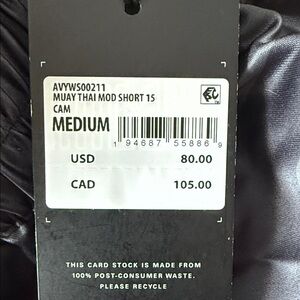 AVYWS00211
MUAY THAI MOD SHORT 15
CAM
MEDIUM
1 94687 55886 9
USD 80.00
CAD 105.00
THIS CARD STOCK IS MADE FROM
100% POST-CONSUMER WASTE.
PLEASE RECYCLE